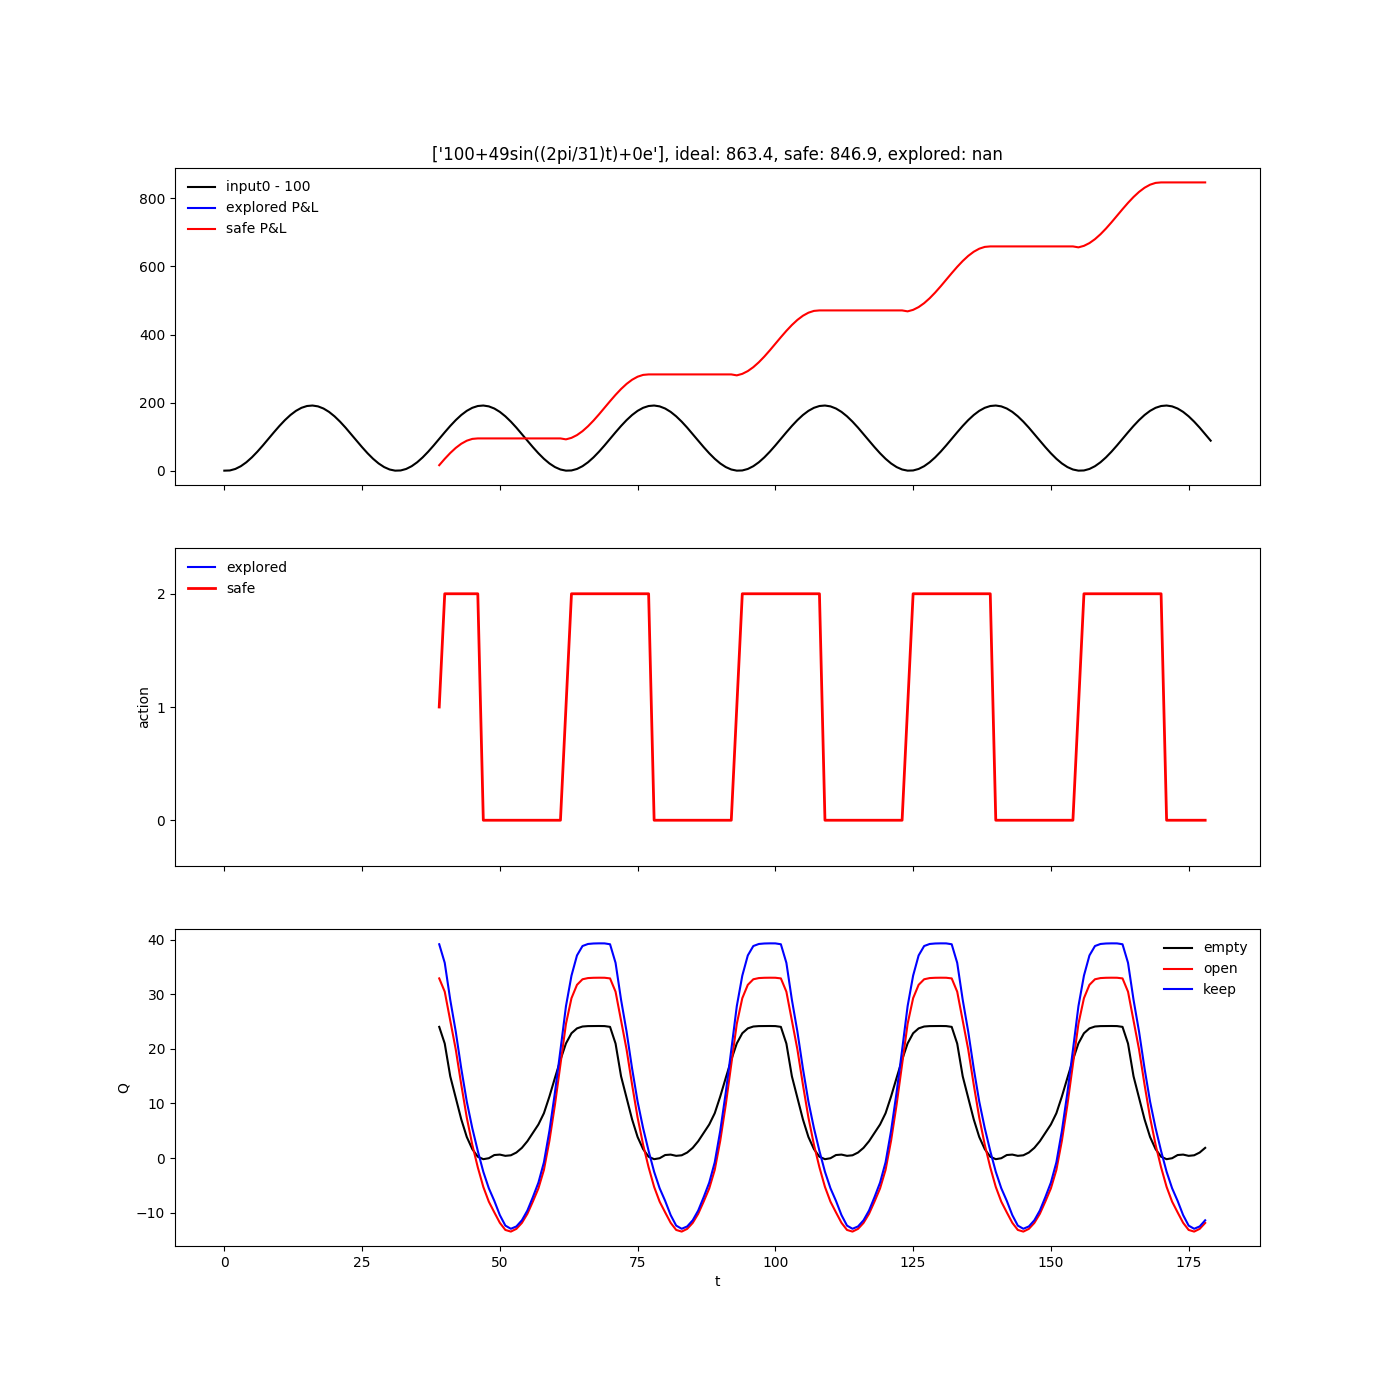 ['100+49sin((2pi/31)t)+0e'], ideal: 863.4, safe: 846.9, explored: nan
input0 - 100
explored P&L
safe P&L
800
600
400
200
0
explored
safe
2
1
0
action
empty
open
keep
40
30
20
10
0
−10
Q
0 25 50 75 100 125 150 175
t